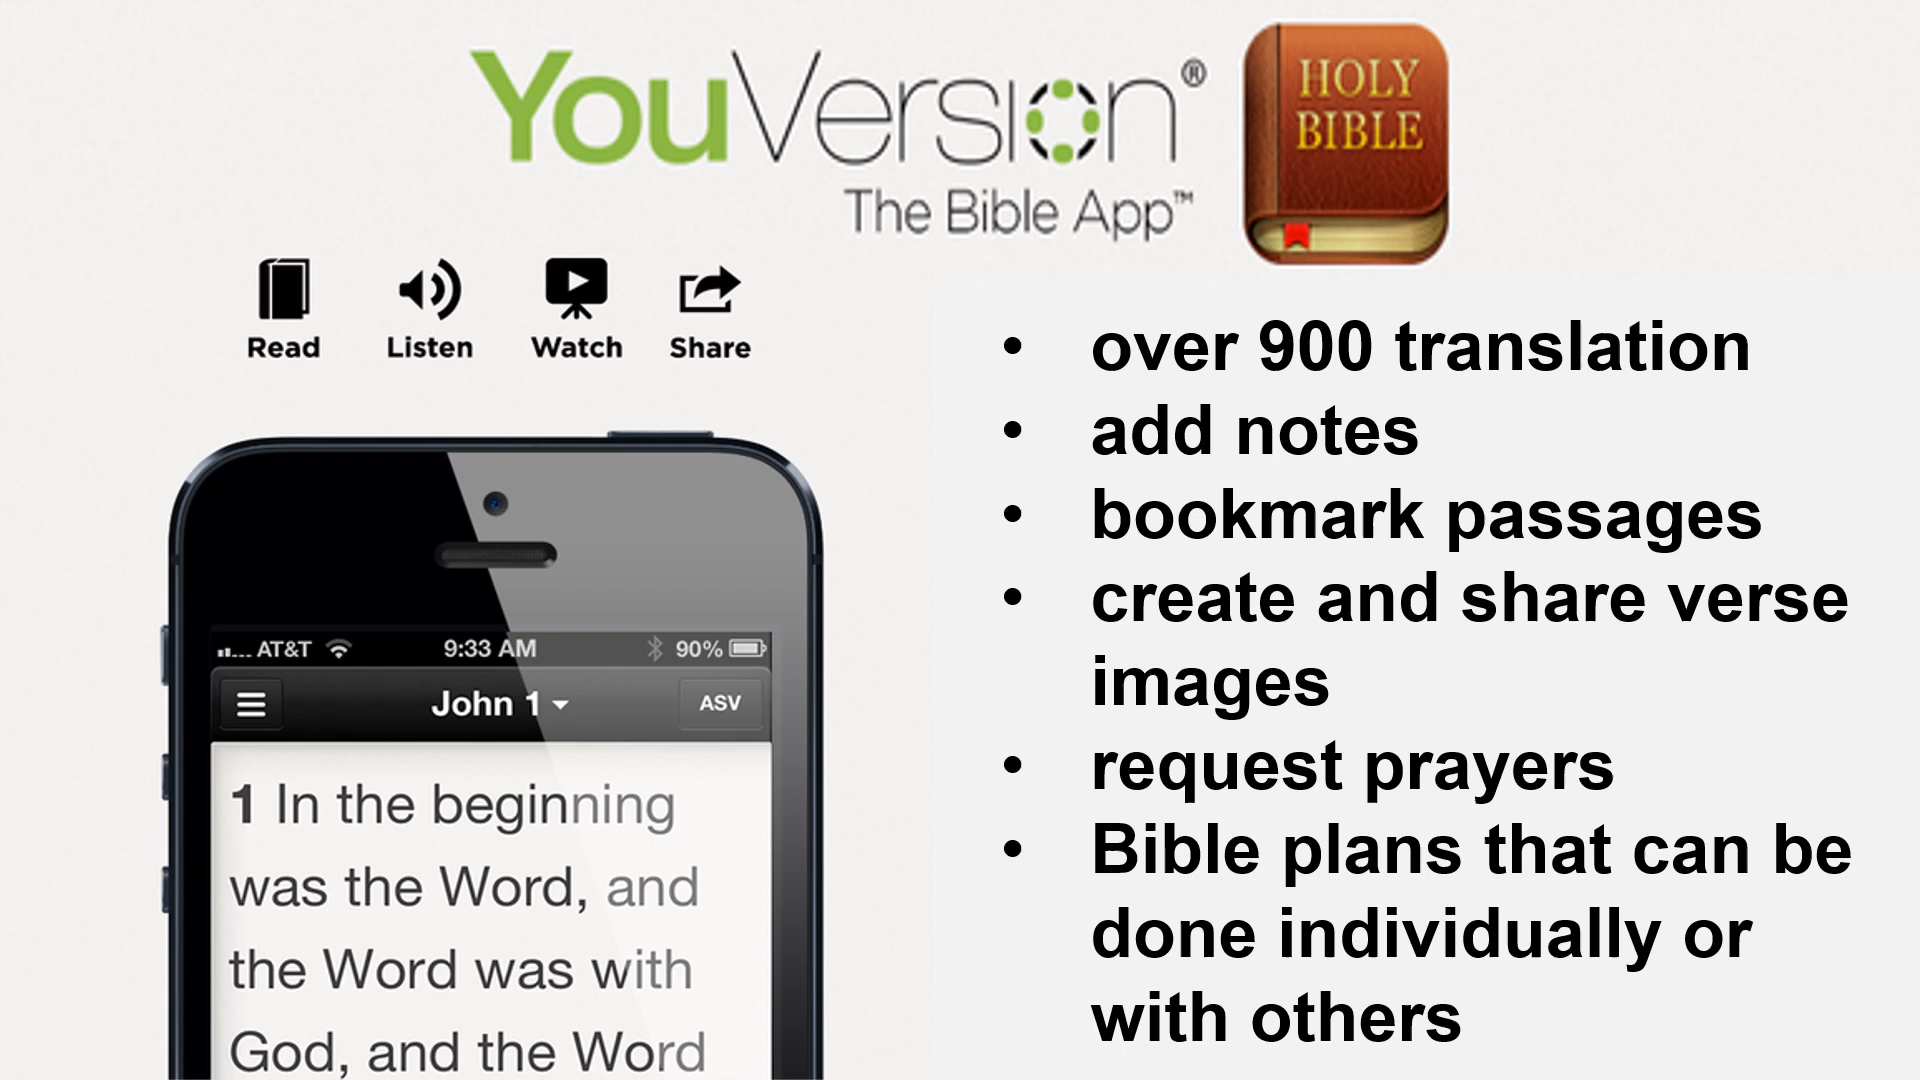 YouVersion®
The Bible App™
HOLY
BIBLE
Read Listen Watch Share
• over 900 translation
• add notes
• bookmark passages
• create and share verse
images
• request prayers
• Bible plans that can be
done individually or
with others
AT&T 9:33 AM 90%
John 1 ASV
1 In the beginning
was the Word, and
the Word was with
God, and the Word